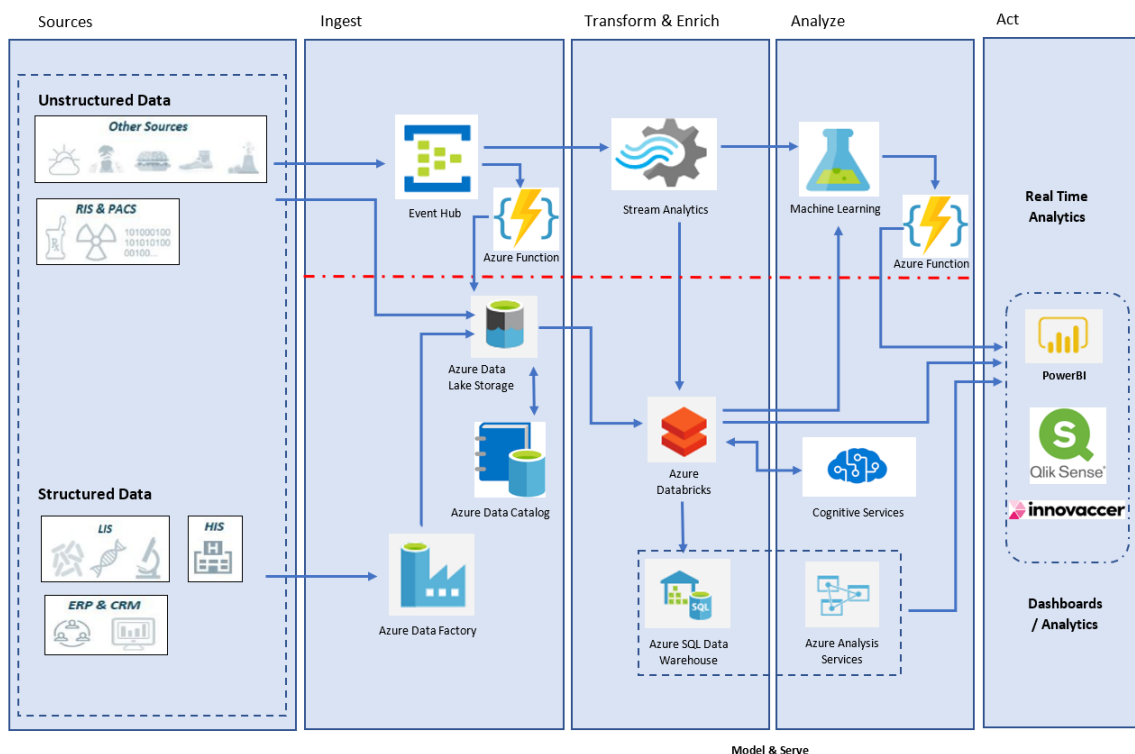 Sources
Ingest
Transform & Enrich
Analyze
Act
Unstructured Data
Other Sources
RIS & PACS
Rx
101000100
101010100
00100...
Structured Data
LIS
HIS
H
ERP & CRM
Event Hub
Azure Function
Azure Data
Lake Storage
Azure Data Catalog
Azure Data Factory
Stream Analytics
Azure
Databricks
SQL
Azure SQL Data
Warehouse
Machine Learning
Azure Function
Cognitive Services
Azure Analysis
Services
Real Time
Analytics
PowerBI
S
Qlik Sense®
innovaccer
Dashboards
/ Analytics
Model & Serve